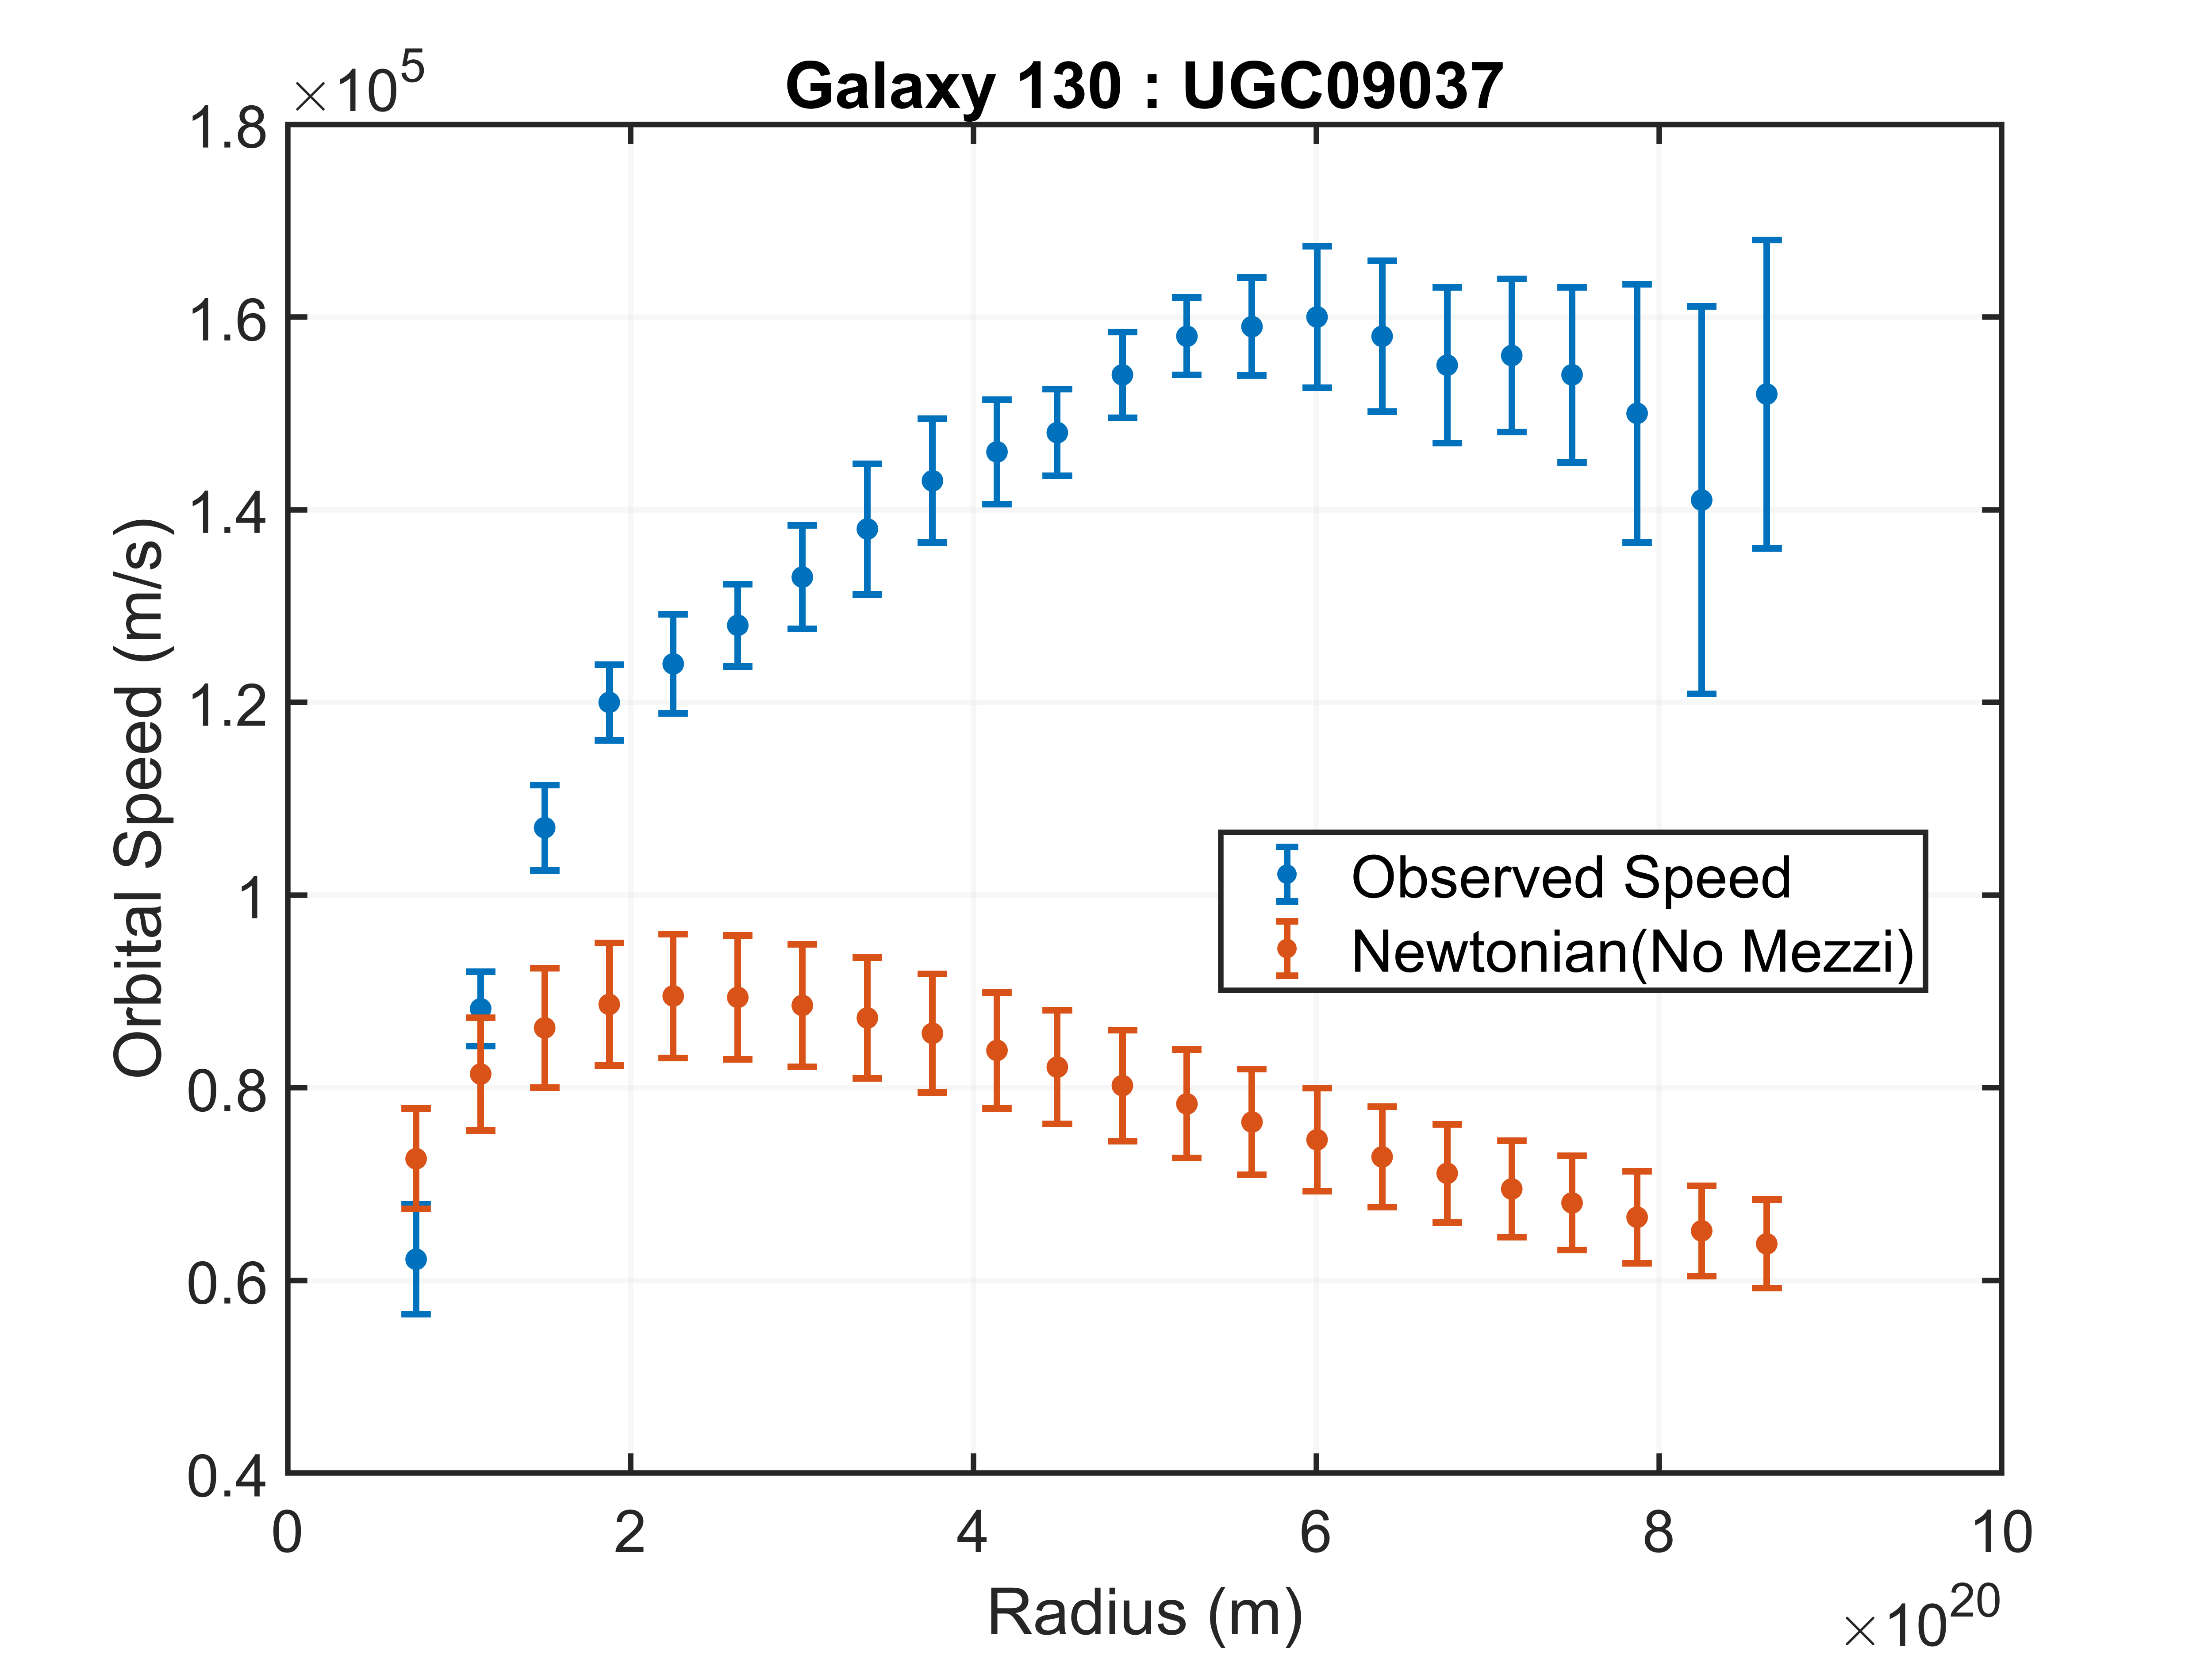 ×10^5
Galaxy 130 : UGC09037
1.8
1.6
1.4
1.2
1
0.8
0.6
0.4
Orbital Speed (m/s)
Observed Speed
Newtonian(No Mezzi)
0 2 4 6 8 10
Radius (m)
×10^20